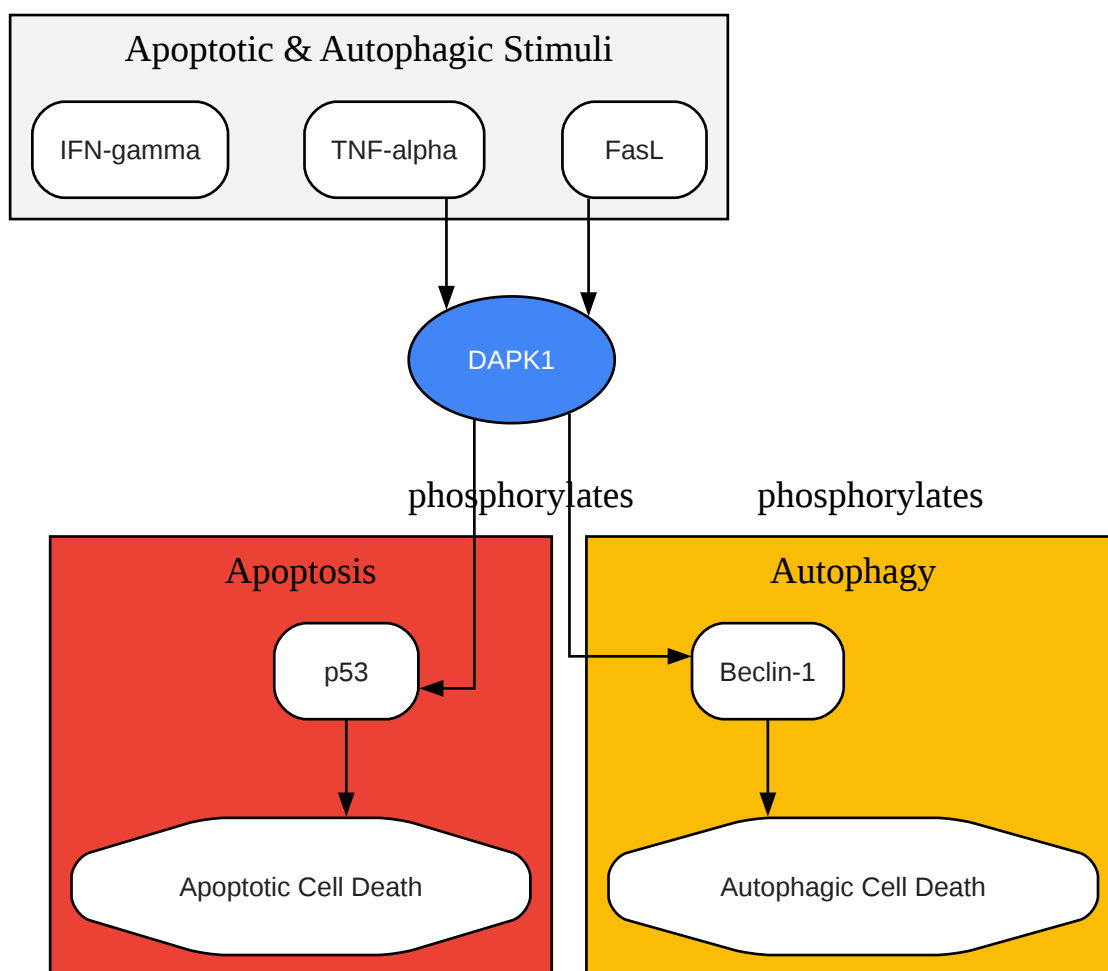 Apoptotic & Autophagic Stimuli
IFN-gamma
TNF-alpha
FasL
DAPK1
phosphorylates
phosphorylates
Apoptosis
Autophagy
p53
Beclin-1
Apoptotic Cell Death
Autophagic Cell Death